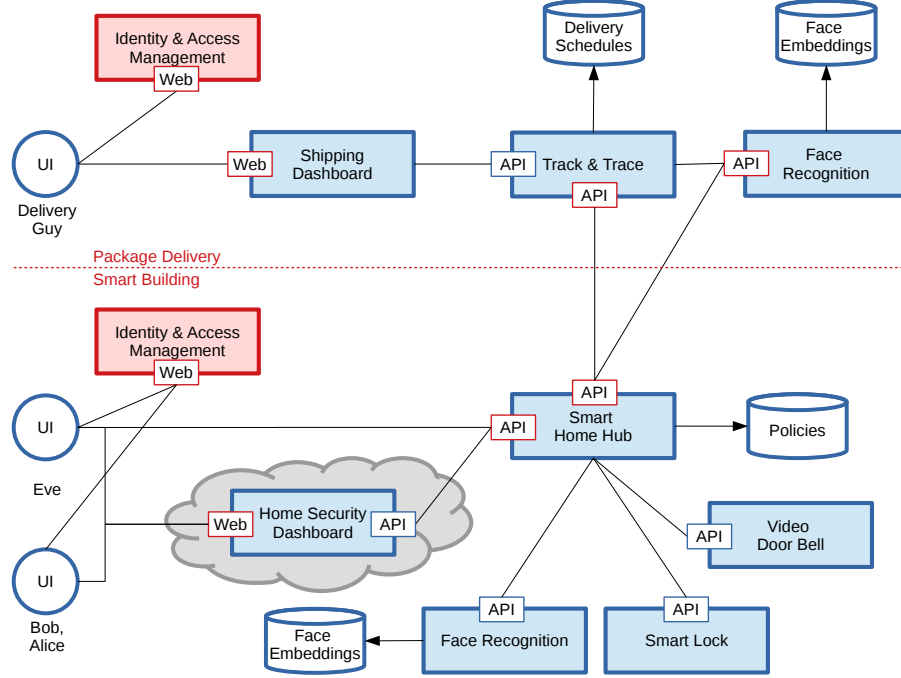 Identity & Access
Management
Web
Delivery
Schedules
Face
Embeddings
UI
Web
Shipping
Dashboard
API
Track & Trace
API
API
Face
Recognition
Delivery
Guy
Package Delivery
Smart Building
Identity & Access
Management
Web
UI
Eve
API
API
Smart
Home Hub
Policies
Web
Home Security
Dashboard
API
API
Video
Door Bell
UI
Bob,
Alice
Face
Embeddings
API
Face Recognition
API
Smart Lock